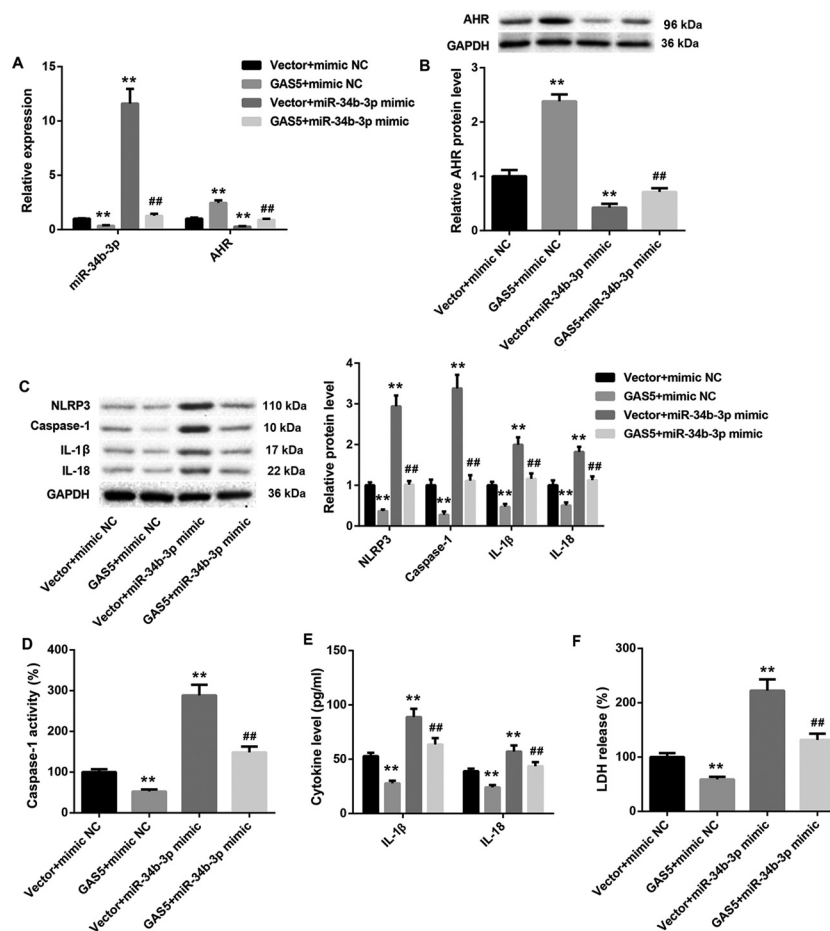 AHR 96 kDa
GAPDH 36 kDa
A
Relative expression
15
10
5
0
** ** ## ** ** ##
miR-34b-3p AHR
Vector+mimic NC
GAS5+mimic NC
Vector+miR-34b-3p mimic
GAS5+miR-34b-3p mimic
B
Relative AHR protein level
3
2
1
0
** ** ##
Vector+mimic NC
GAS5+mimic NC
Vector+miR-34b-3p mimic
GAS5+miR-34b-3p mimic
C
NLRP3 110 kDa
Caspase-1 10 kDa
IL-1β 17 kDa
IL-18 22 kDa
GAPDH 36 kDa
Vector+mimic NC
GAS5+mimic NC
Vector+miR-34b-3p mimic
GAS5+miR-34b-3p mimic
Relative protein level
4
3
2
1
0
** ** ## ** ** ## ** ** ## ** ** ##
NLRP3 Caspase-1 IL-1β IL-18
Vector+mimic NC
GAS5+mimic NC
Vector+miR-34b-3p mimic
GAS5+miR-34b-3p mimic
D
Caspase-1 activity (%)
400
300
200
100
0
** ** ##
Vector+mimic NC
GAS5+mimic NC
Vector+miR-34b-3p mimic
GAS5+miR-34b-3p mimic
E
Cytokine level (pg/ml)
150
100
50
0
** ** ## ** ** ##
IL-1β IL-18
F
LDH release (%)
300
200
100
0
** ** ##
Vector+mimic NC
GAS5+mimic NC
Vector+miR-34b-3p mimic
GAS5+miR-34b-3p mimic